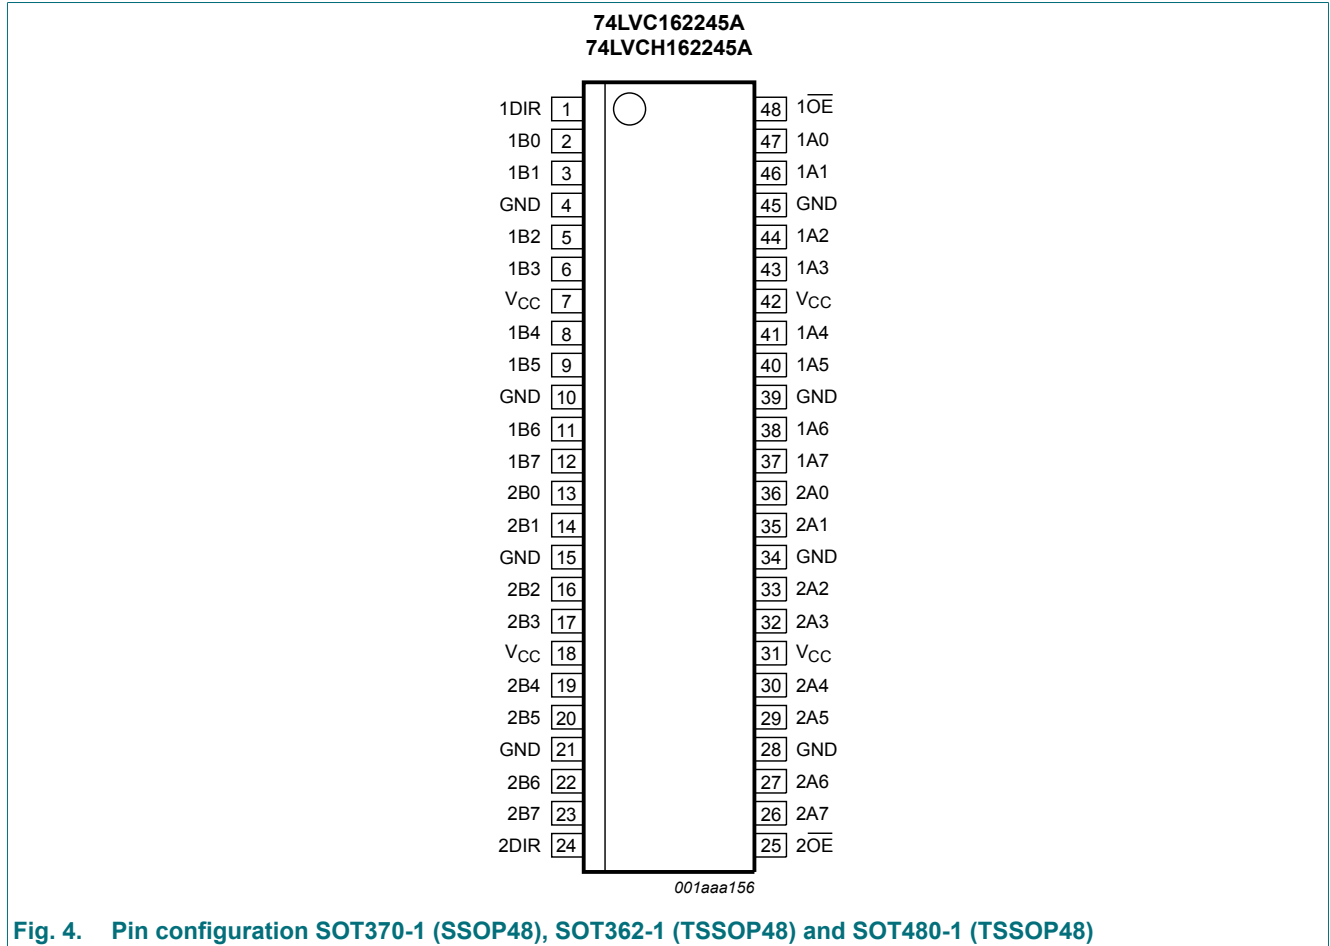 74LVC162245A
74LVCH162245A
1DIR 1 48 1O̅E̅
1B0 2 47 1A0
1B1 3 46 1A1
GND 4 45 GND
1B2 5 44 1A2
1B3 6 43 1A3
VCC 7 42 VCC
1B4 8 41 1A4
1B5 9 40 1A5
GND 10 39 GND
1B6 11 38 1A6
1B7 12 37 1A7
2B0 13 36 2A0
2B1 14 35 2A1
GND 15 34 GND
2B2 16 33 2A2
2B3 17 32 2A3
VCC 18 31 VCC
2B4 19 30 2A4
2B5 20 29 2A5
GND 21 28 GND
2B6 22 27 2A6
2B7 23 26 2A7
2DIR 24 25 2O̅E̅
001aaa156
Fig. 4. Pin configuration SOT370-1 (SSOP48), SOT362-1 (TSSOP48) and SOT480-1 (TSSOP48)